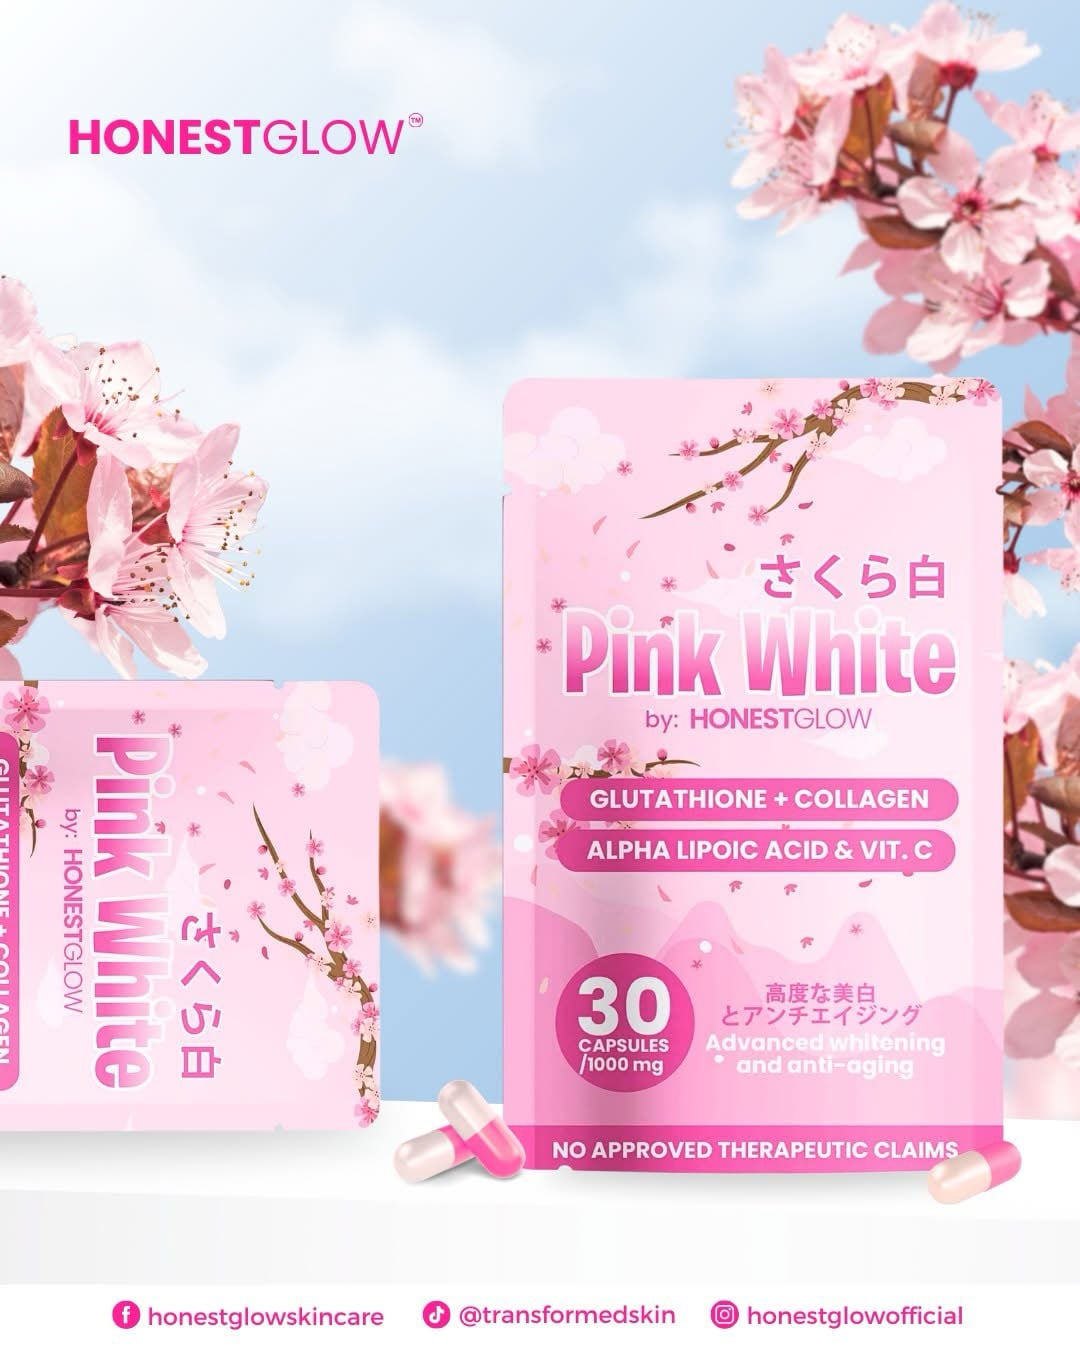 HONESTGLOW™
さくら白
Pink White
by: HONESTGLOW
GLUTATHIONE + COLLAGEN
ALPHA LIPOIC ACID & VIT. C
30
CAPSULES
/1000 mg
高度な美白
とアンチエイジング
Advanced whitening
and anti-aging
NO APPROVED THERAPEUTIC CLAIMS
さくら白
Pink White
by: HONESTGLOW
GLUTATHIONE + COLLAGEN
honestglowskincare
@transformedskin
honestglowofficial